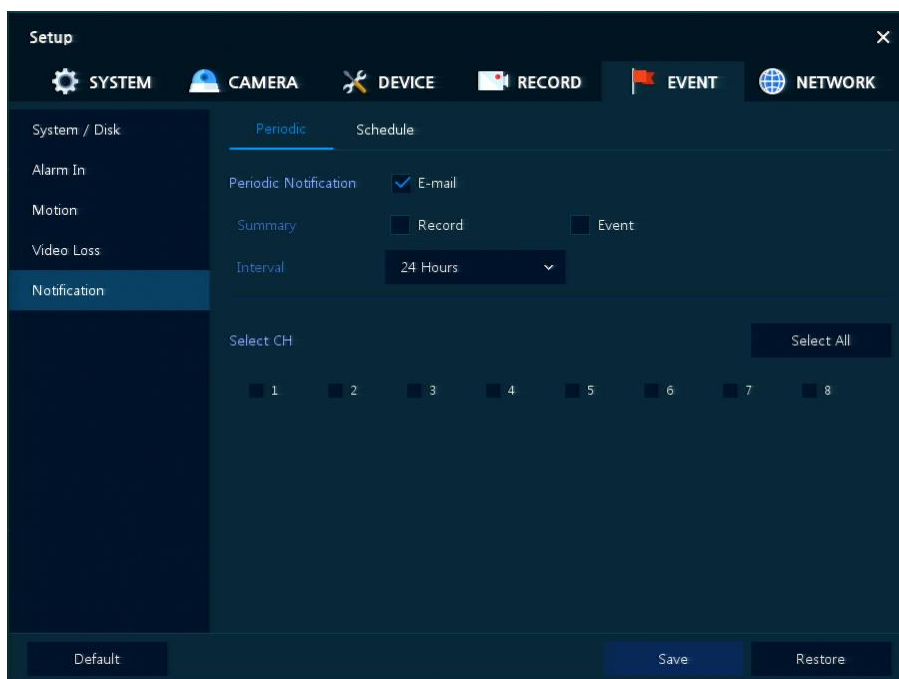 Setup
SYSTEM CAMERA DEVICE RECORD EVENT NETWORK
System / Disk
Alarm In
Motion
Video Loss
Notification
Periodic Schedule
Periodic Notification E-mail
Summary Record Event
Interval 24 Hours
Select CH Select All
1 2 3 4 5 6 7 8
Default Save Restore